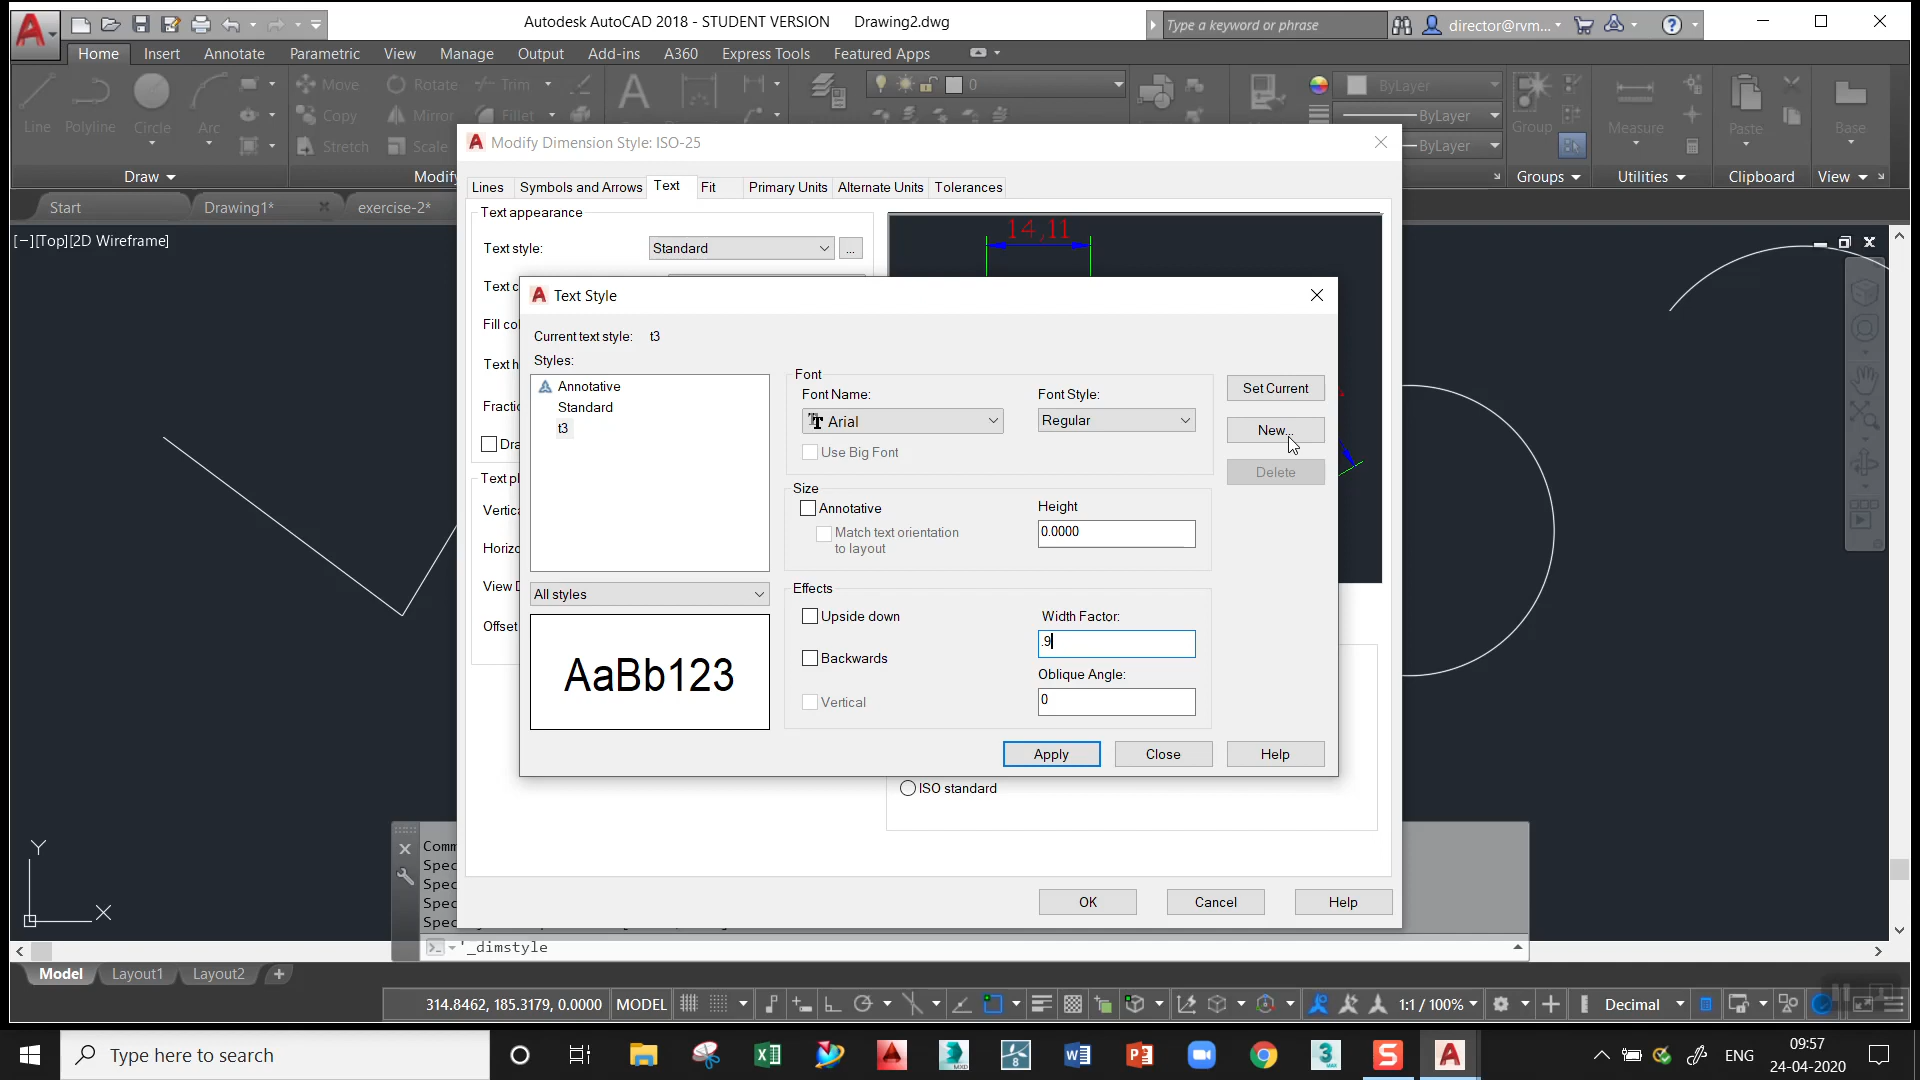 Autodesk AutoCAD 2018 - STUDENT VERSION Drawing2.dwg
Type a keyword or phrase
director@rvm...
Home Insert Annotate Parametric View Manage Output Add-ins A360 Express Tools Featured Apps
Line Polyline Circle Arc
Move Rotate Trim
Copy Mirror Fillet
Stretch Scale
0
ByLayer
ByLayer
ByLayer
Group Measure Paste Base
Draw Modify Groups Utilities Clipboard View
Start Drawing1* exercise-2*
[−][Top][2D Wireframe]
Modify Dimension Style: ISO-25
Lines Symbols and Arrows Text Fit Primary Units Alternate Units Tolerances
Text appearance
Text style: Standard ...
14,11
Text Style
Current text style: t3
Styles:
Annotative
Standard
t3
Font
Font Name: Font Style:
Arial Regular
Use Big Font
Set Current
New...
Delete
Size
Annotative Height
Match text orientation
to layout
0.0000
All styles
Effects
Upside down
Backwards
Vertical
Width Factor:
.9
Oblique Angle:
0
AaBb123
Apply Close Help
ISO standard
OK Cancel Help
'_dimstyle
Y
X
Model Layout1 Layout2 +
314.8462, 185.3179, 0.0000 MODEL 1:1 / 100% Decimal
Type here to search
ENG
09:57
24-04-2020